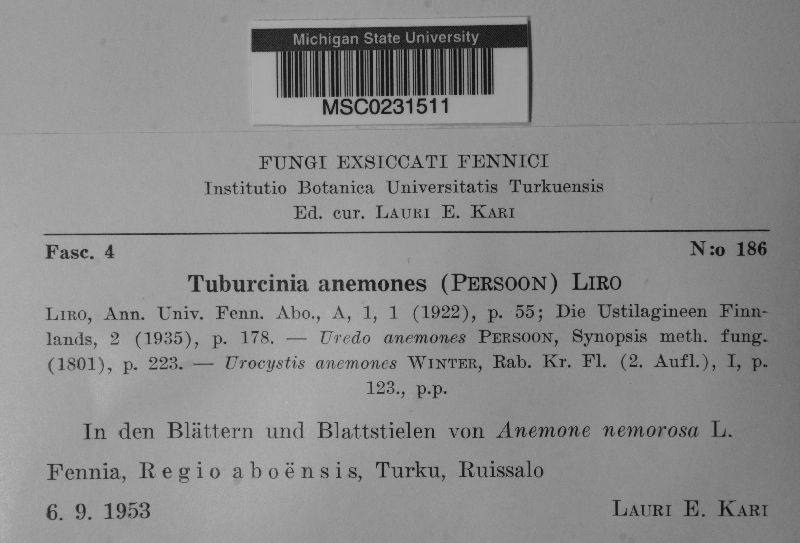 Michigan State University
MSC0231511
FUNGI EXSICCATI FENNICI
Institutio Botanica Universitatis Turkuensis
Ed. cur. LAURI E. KARI
Fasc. 4 N:o 186
Tuburcinia anemones (PERSOON) LIRO
LIRO, Ann. Univ. Fenn. Abo., A, 1, 1 (1922), p. 55; Die Ustilagineen Finn-
lands, 2 (1935), p. 178. — Uredo anemones PERSOON, Synopsis meth. fung.
(1801), p. 223. — Urocystis anemones WINTER, Rab. Kr. Fl. (2. Aufl.), I, p.
123., p.p.
In den Blättern und Blattstielen von Anemone nemorosa L.
Fennia, Regio aboënsis, Turku, Ruissalo
6. 9. 1953 LAURI E. KARI